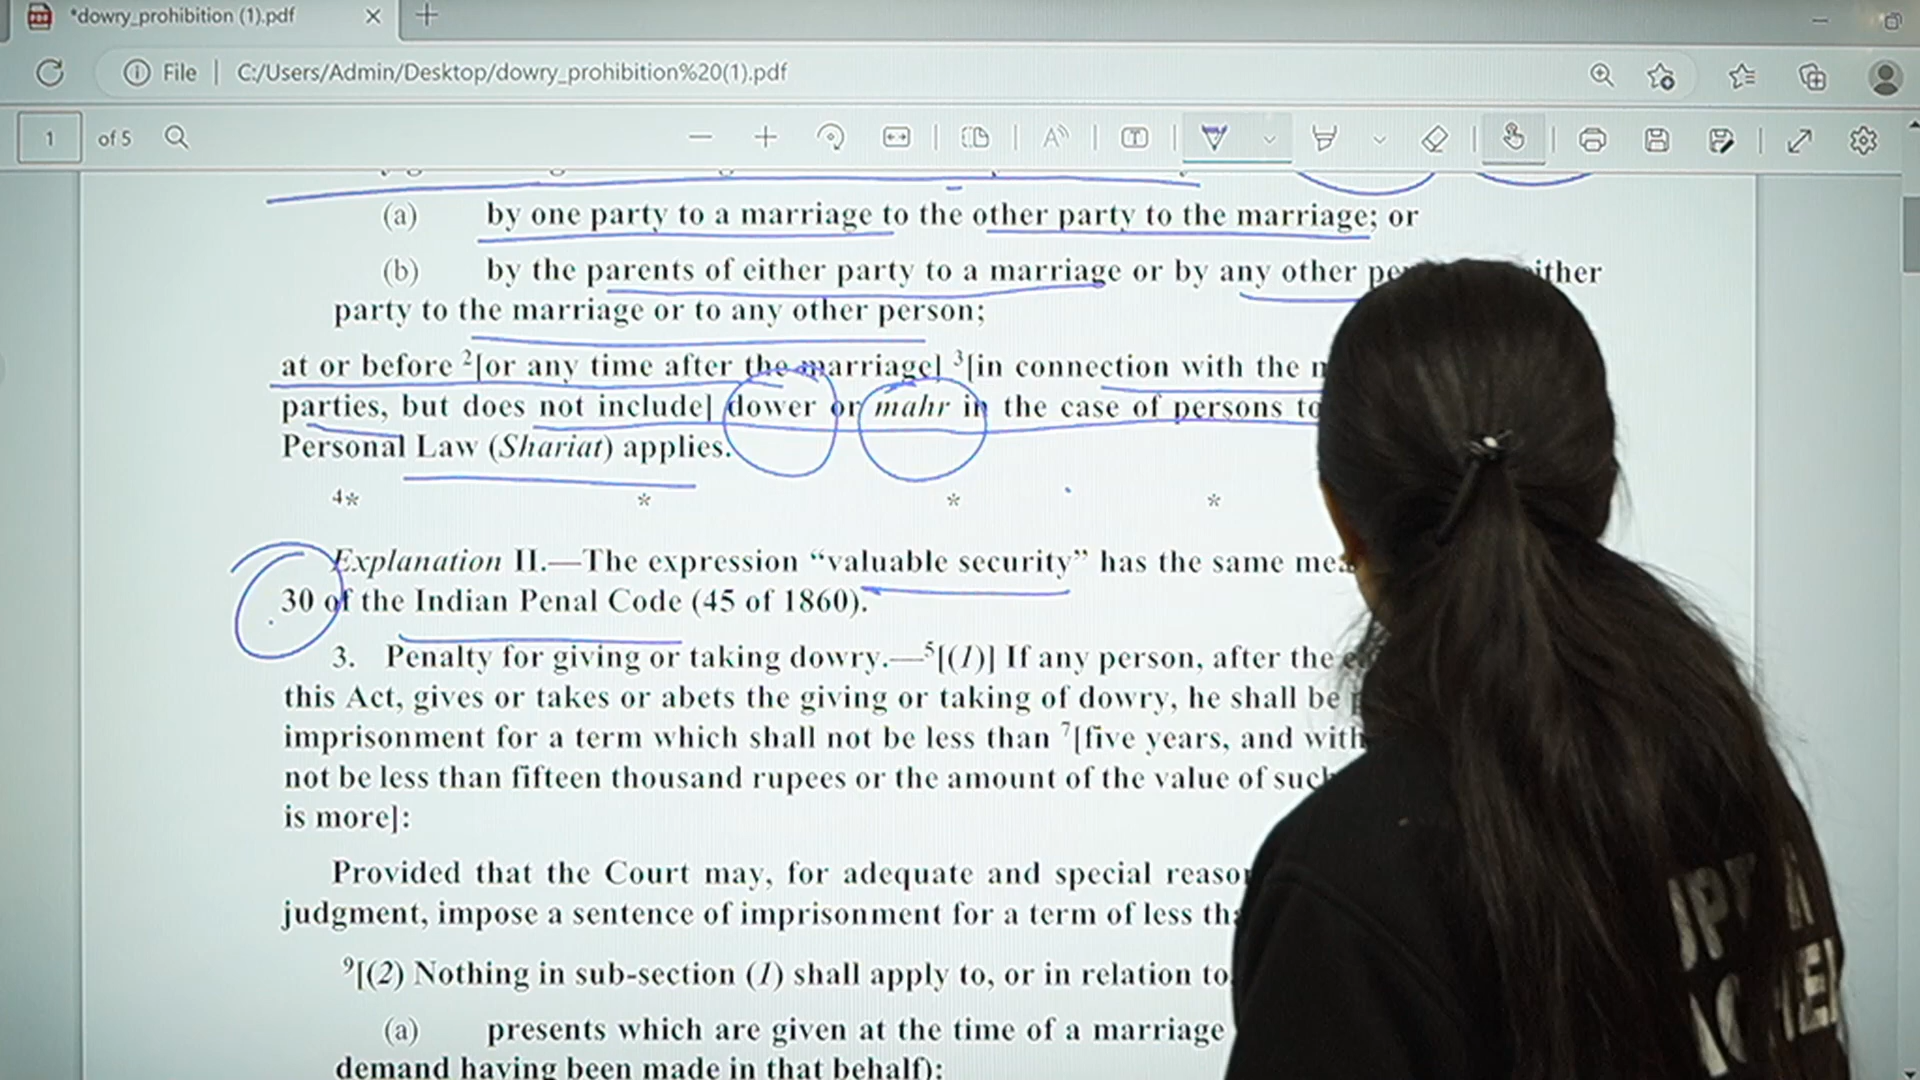 *dowry_prohibition (1).pdf
File | C:/Users/Admin/Desktop/dowry_prohibition%20(1).pdf
1 of 5
(a) by one party to a marriage to the other party to the marriage; or
(b) by the parents of either party to a marriage or by any other either
party to the marriage or to any other person;
at or before 2[or any time after the marriage] 3[in connection with the
parties, but does not include] dower or mahr in the case of persons to
Personal Law (Shariat) applies.
4* * * *
Explanation II.—The expression “valuable security” has the same
30 of the Indian Penal Code (45 of 1860).
3. Penalty for giving or taking dowry.—5[(1)] If any person, after the
this Act, gives or takes or abets the giving or taking of dowry, he shall be
imprisonment for a term which shall not be less than 7[five years, and with
not be less than fifteen thousand rupees or the amount of the value of such
is more]:
Provided that the Court may, for adequate and special
judgment, impose a sentence of imprisonment for a term of less
9[(2) Nothing in sub-section (1) shall apply to, or in relation to,
(a) presents which are given at the time of a marriage
demand having been made in that behalf):